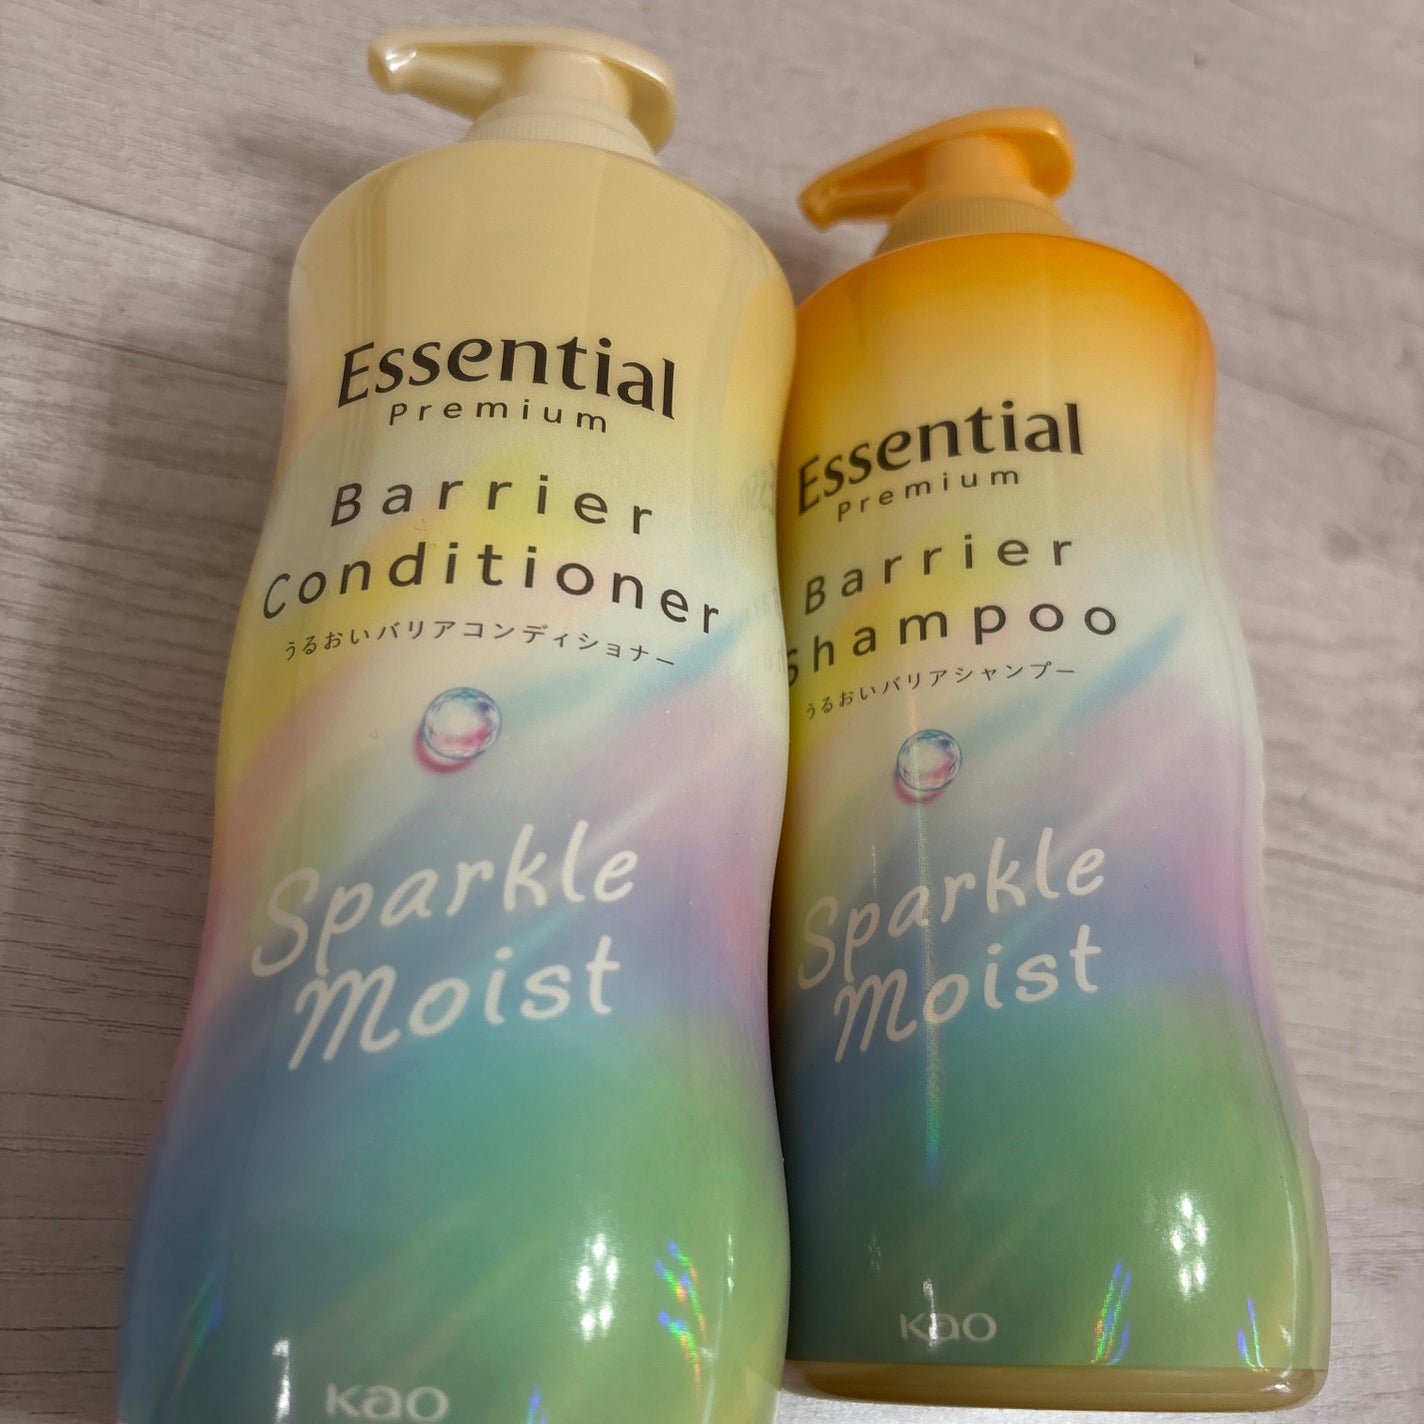 Essential
Premium
Barrier
Conditioner
うるおいバリアコンディショナー
Sparkle
Moist
Kao
Essential
Premium
Barrier
Shampoo
うるおいバリアシャンプー
Sparkle
Moist
Kao